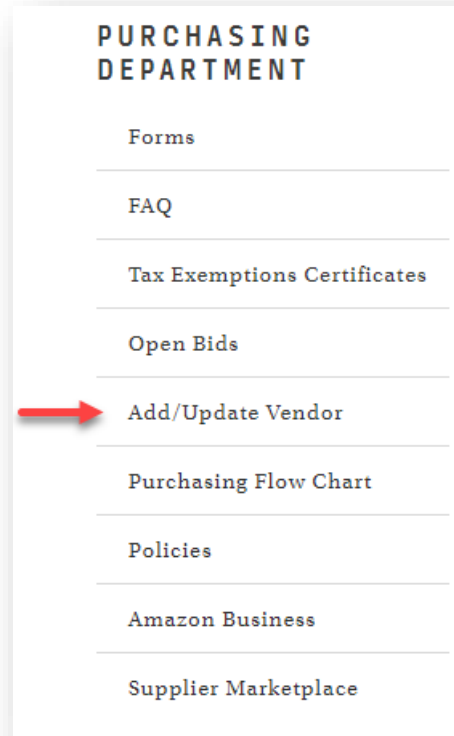 PURCHASING
DEPARTMENT
Forms
FAQ
Tax Exemptions Certificates
Open Bids
Add/Update Vendor
Purchasing Flow Chart
Policies
Amazon Business
Supplier Marketplace